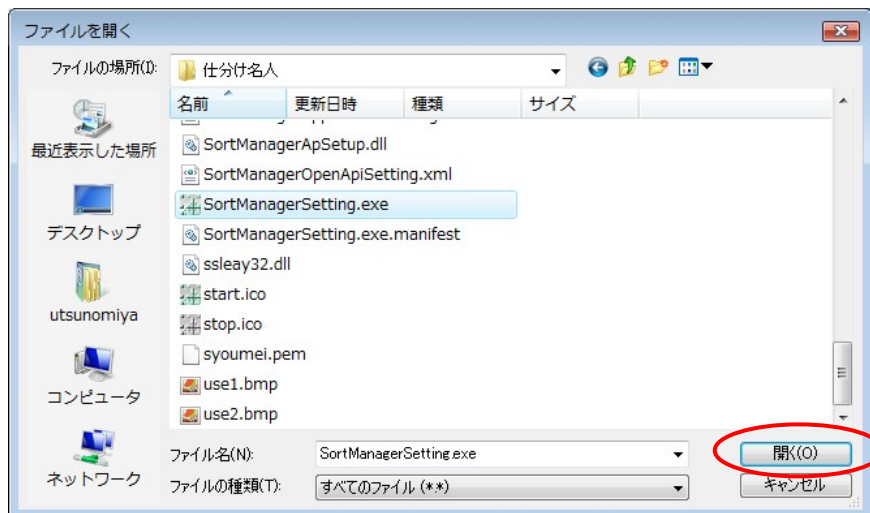 ファイルを開く
ファイルの場所(I):
仕分け名人
名前 更新日時 種類 サイズ
SortManagerApSetup.dll
SortManagerOpenApiSetting.xml
SortManagerSetting.exe
SortManagerSetting.exe.manifest
ssleay32.dll
start.ico
stop.ico
syoumei.pem
use1.bmp
use2.bmp
最近表示した場所
デスクトップ
utsunomiya
コンピュータ
ネットワーク
ファイル名(N): SortManagerSetting.exe 開く(O)
ファイルの種類(T): すべてのファイル (*.*) キャンセル